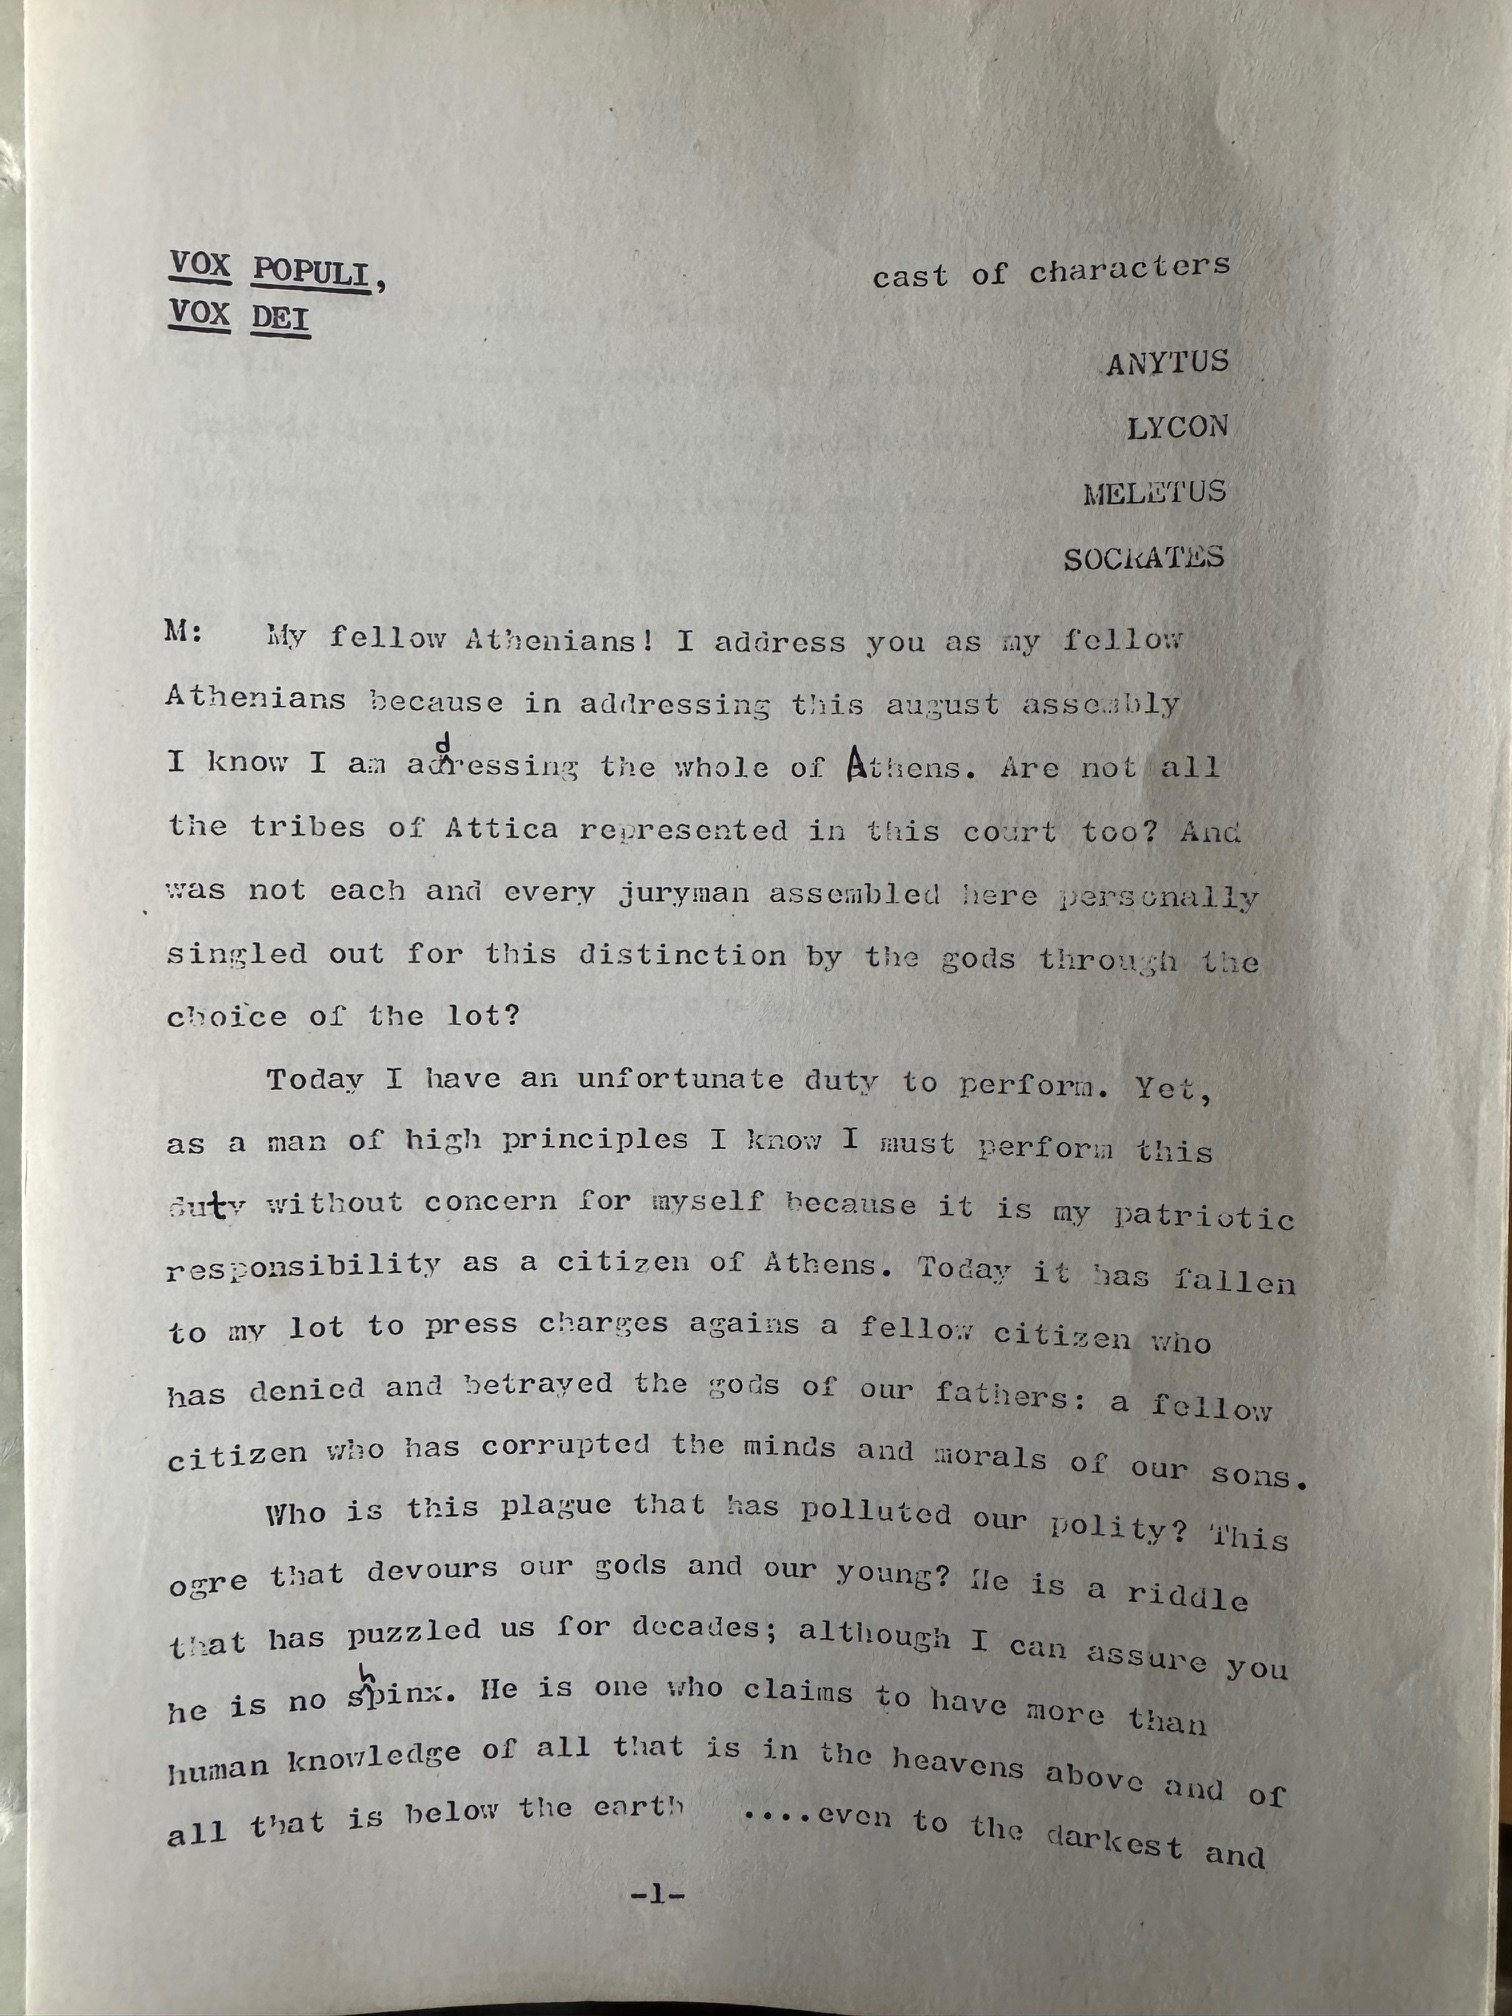 VOX POPULI,
VOX DEI
cast of characters
ANYTUS
LYCON
MELETUS
SOCRATES
M: My fellow Athenians! I address you as my fellow
Athenians because in addressing this august assembly
I know I am addressing the whole of Athens. Are not all
the tribes of Attica represented in this court too? And
was not each and every juryman assembled here personally
singled out for this distinction by the gods through the
choice of the lot?
Today I have an unfortunate duty to perform. Yet,
as a man of high principles I know I must perform this
duty without concern for myself because it is my patriotic
responsibility as a citizen of Athens. Today it has fallen
to my lot to press charges agains a fellow citizen who
has denied and betrayed the gods of our fathers: a fellow
citizen who has corrupted the minds and morals of our sons.
Who is this plague that has polluted our polity? This
ogre that devours our gods and our young? He is a riddle
that has puzzled us for decades; although I can assure you
he is no sphinx. He is one who claims to have more than
human knowledge of all that is in the heavens above and of
all that is below the earth ....even to the darkest and
-1-